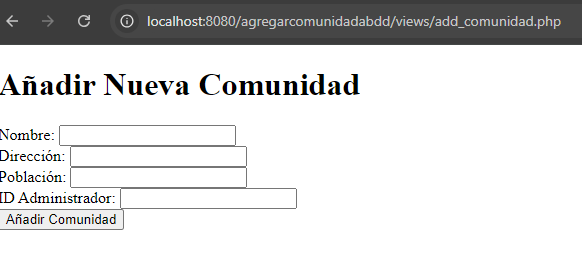 localhost:8080/agregarcomunidadabdd/views/add_comunidad.php
Añadir Nueva Comunidad
Nombre:
Dirección:
Población:
ID Administrador:
Añadir Comunidad